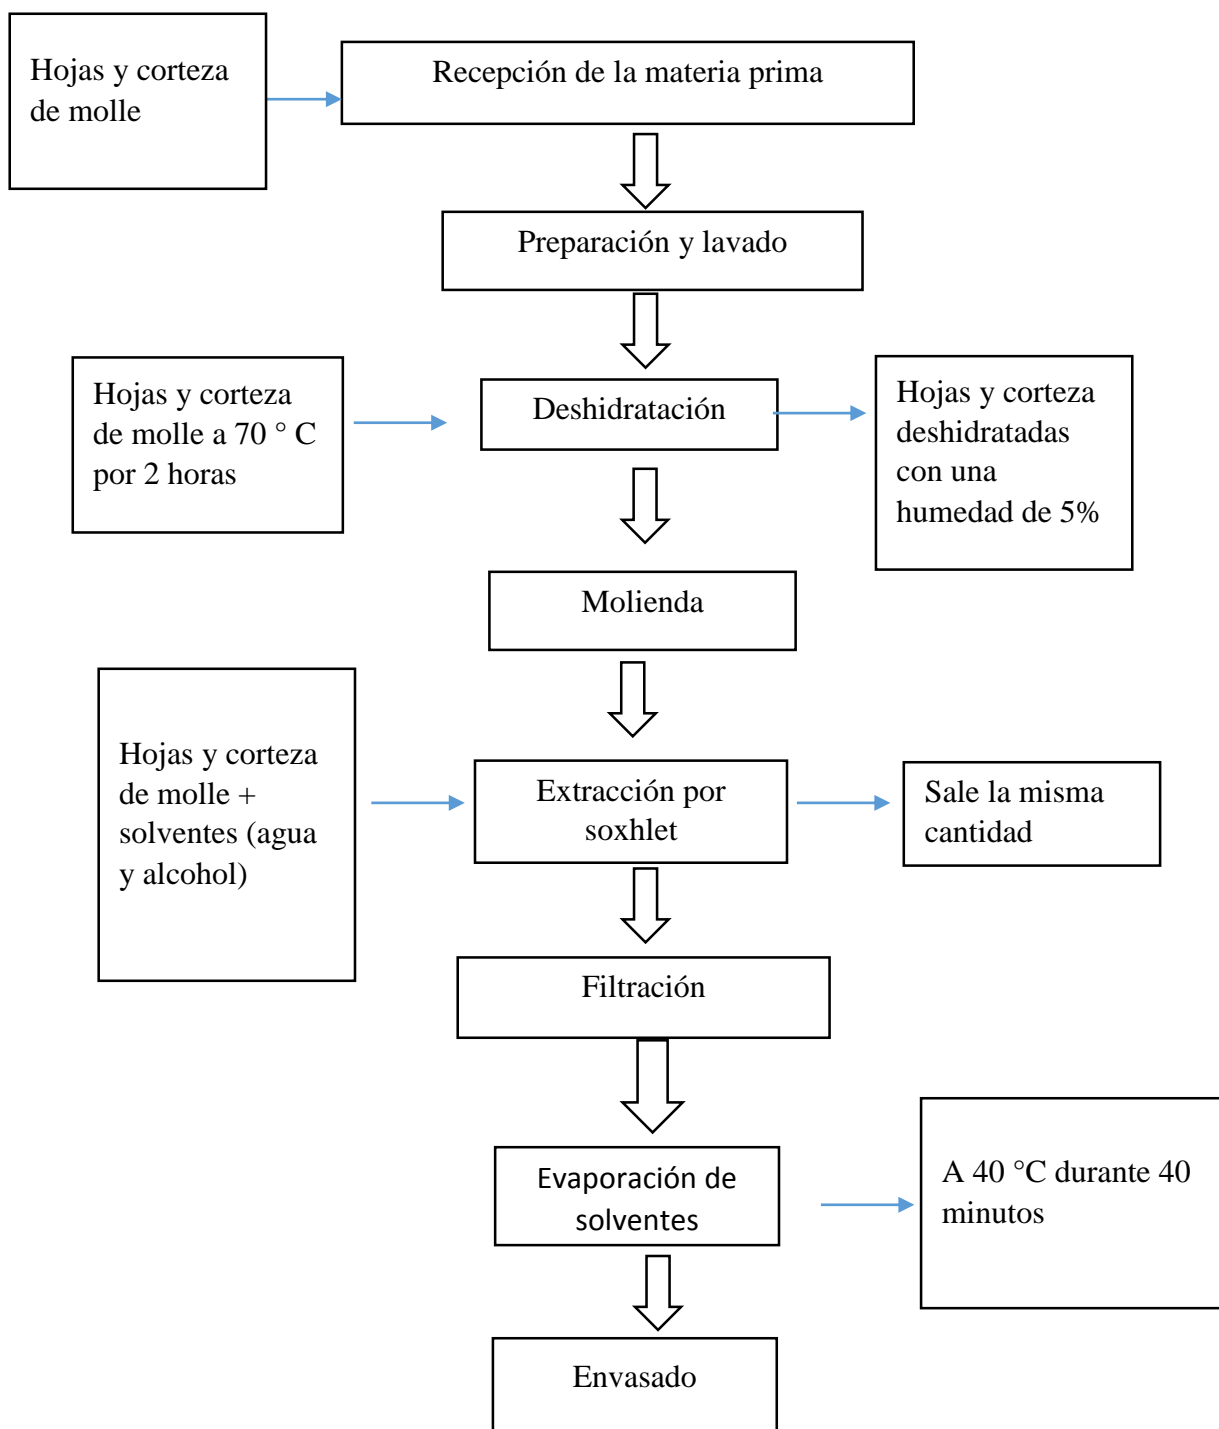 Hojas y corteza
de molle
Recepción de la materia prima
Preparación y lavado
Hojas y corteza
de molle a 70 ° C
por 2 horas
Deshidratación
Hojas y corteza
deshidratadas
con una
humedad de 5%
Molienda
Hojas y corteza
de molle +
solventes (agua
y alcohol)
Extracción por
soxhlet
Sale la misma
cantidad
Filtración
Evaporación de
solventes
A 40 °C durante 40
minutos
Envasado